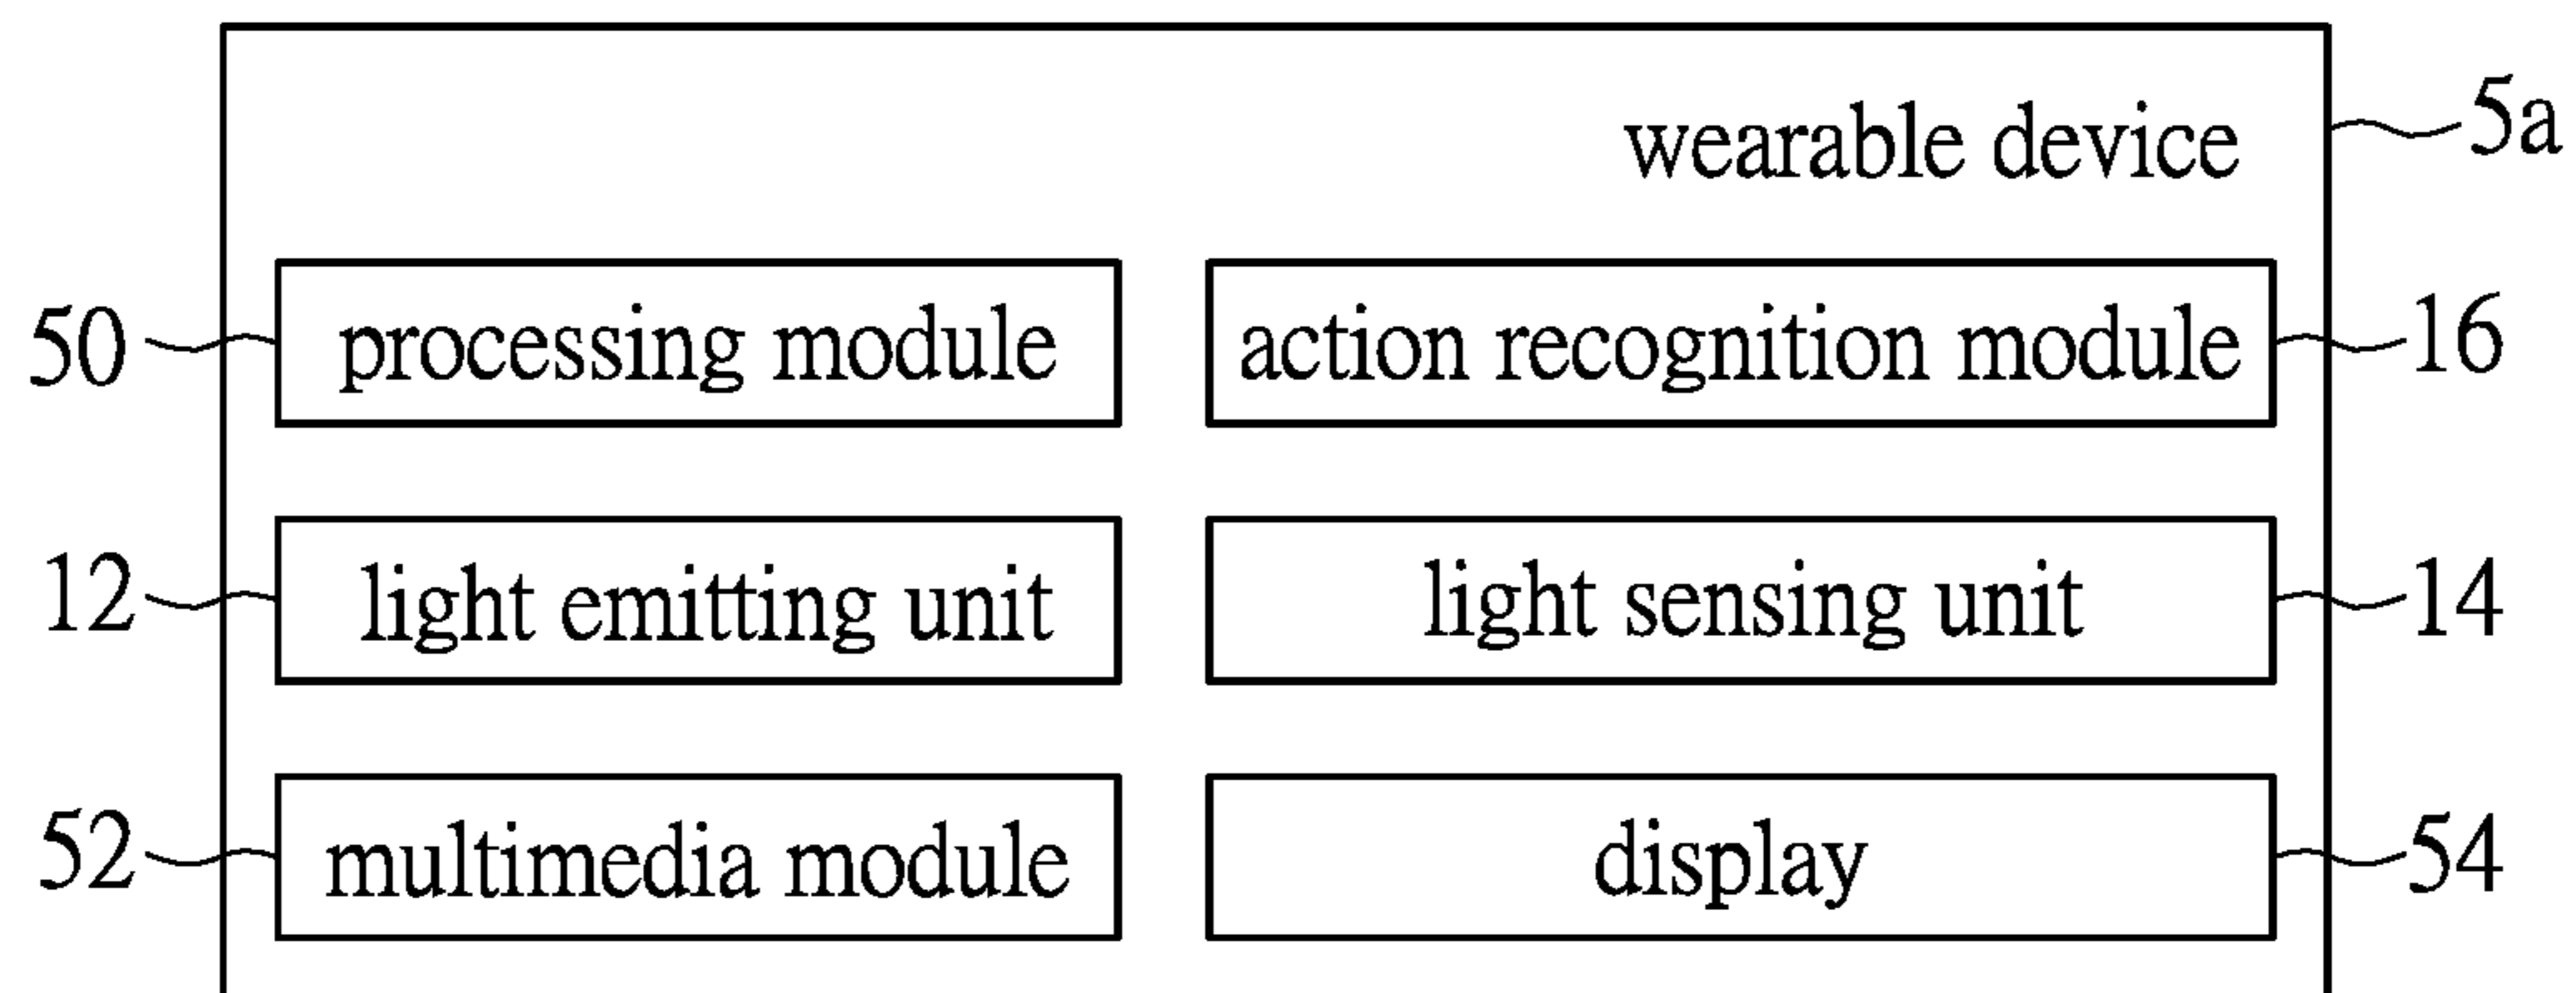 wearable device 5a
50 processing module action recognition module 16
12 light emitting unit light sensing unit 14
52 multimedia module display 54